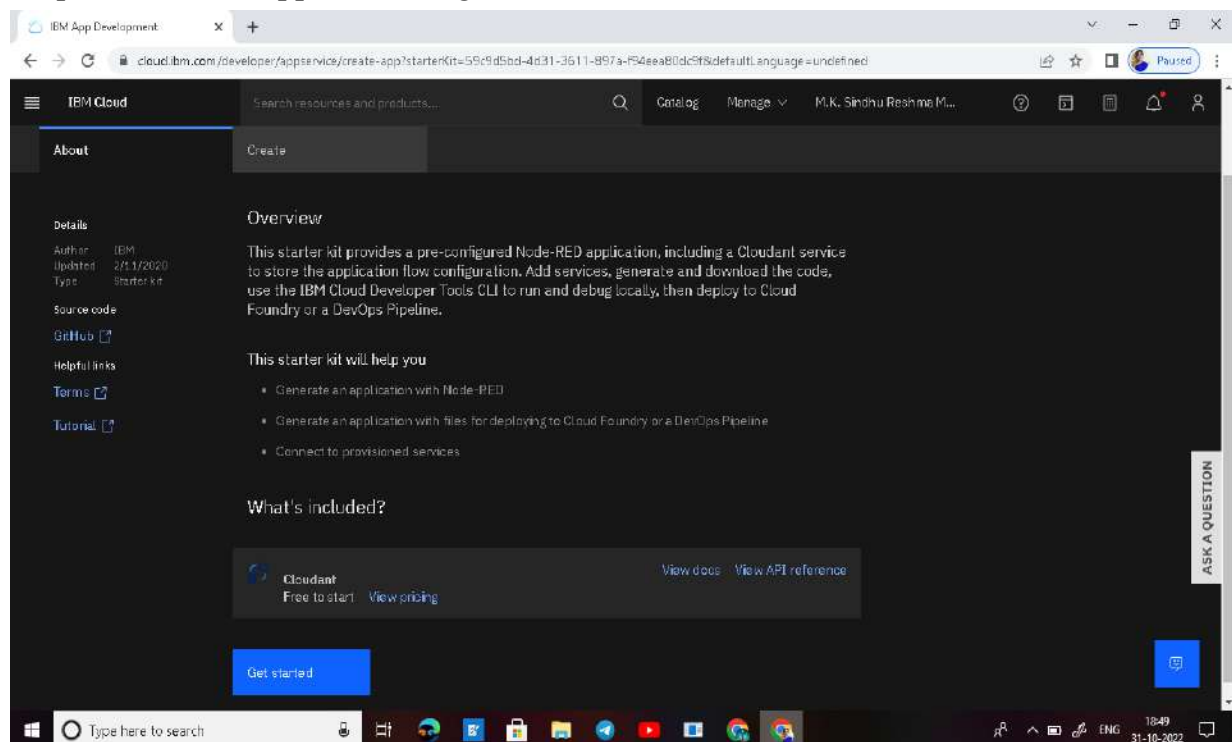 IBM App Development
cloud.ibm.com/developer/appservice/create-app?starterKit=59c9d5bd-4d31-3611-897a-f94eea80dc9f&defaultLanguage=undefined
Paused
IBM Cloud
Search resources and products...
Catalog
Manage
M.K. Sindhu Reshma M...
About
Create
Details
Author IBM
Updated 2/11/2020
Type Starter kit
Source code
GitHub
Helpful links
Terms
Tutorial
Overview
This starter kit provides a pre-configured Node-RED application, including a Cloudant service
to store the application flow configuration. Add services, generate and download the code,
use the IBM Cloud Developer Tools CLI to run and debug locally, then deploy to Cloud
Foundry or a DevOps Pipeline.
This starter kit will help you
• Generate an application with Node-RED
• Generate an application with files for deploying to Cloud Foundry or a DevOps Pipeline
• Connect to provisioned services
What's included?
Cloudant
Free to start View pricing
View docs View API reference
Get started
ASK A QUESTION
Type here to search
ENG
18:49
31-10-2022